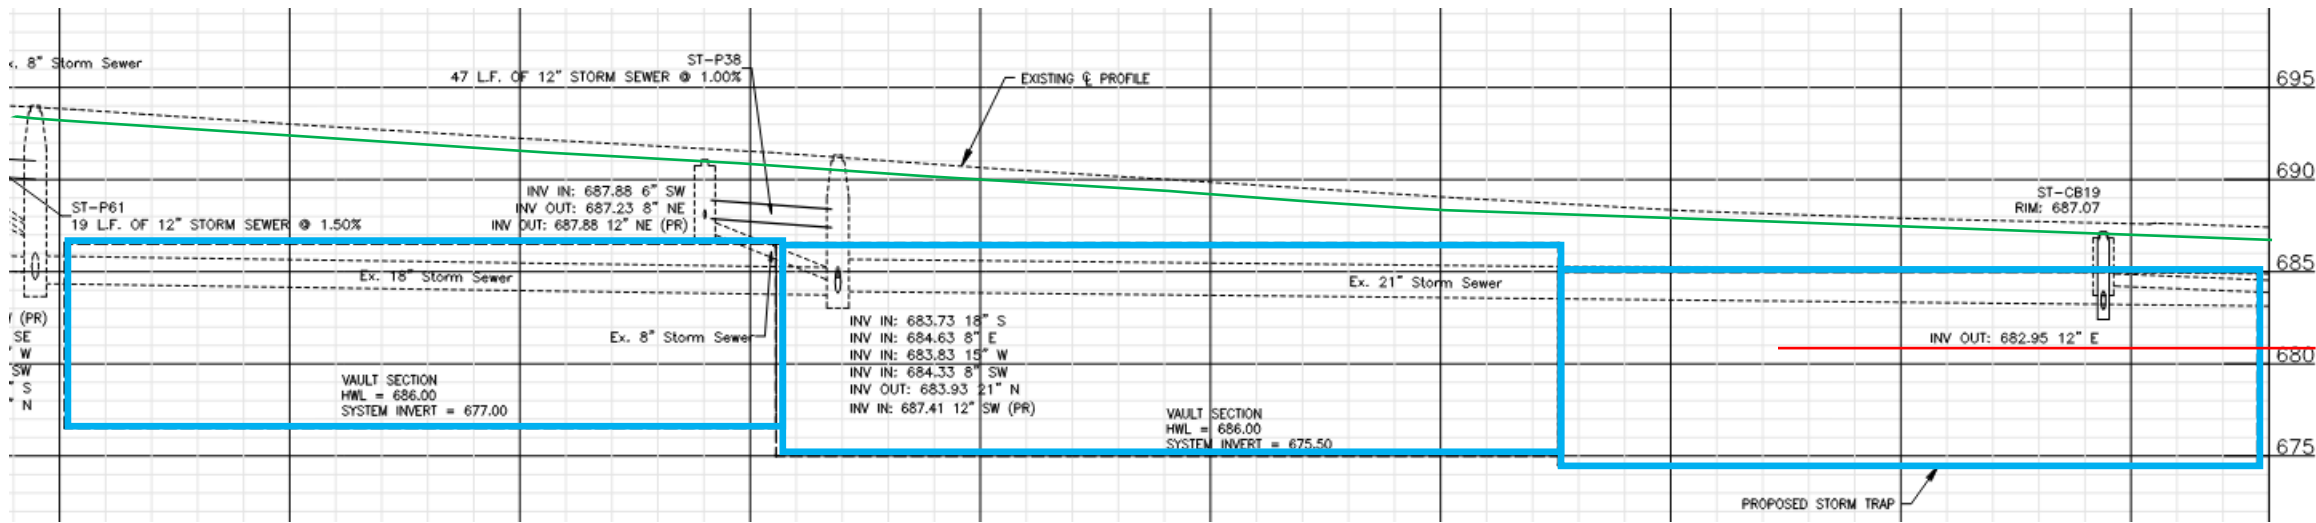 x. 8" Storm Sewer
ST-P38
47 L.F. OF 12" STORM SEWER @ 1.00%
EXISTING ℄ PROFILE
695
690
685
680
675
ST-P61
19 L.F. OF 12" STORM SEWER @ 1.50%
INV IN: 687.88 6" SW
INV OUT: 687.23 8" NE
INV OUT: 687.88 12" NE (PR)
ST-CB19
RIM: 687.07
Ex. 18" Storm Sewer
Ex. 21" Storm Sewer
Ex. 8" Storm Sewer
(PR)
SE
W
SW
S
N
INV IN: 683.73 18" S
INV IN: 684.63 8" E
INV IN: 683.83 15" W
INV IN: 684.33 8" SW
INV OUT: 683.93 21" N
INV IN: 687.41 12" SW (PR)
INV OUT: 682.95 12" E
VAULT SECTION
HWL = 686.00
SYSTEM INVERT = 677.00
VAULT SECTION
HWL = 686.00
SYSTEM INVERT = 675.50
PROPOSED STORM TRAP